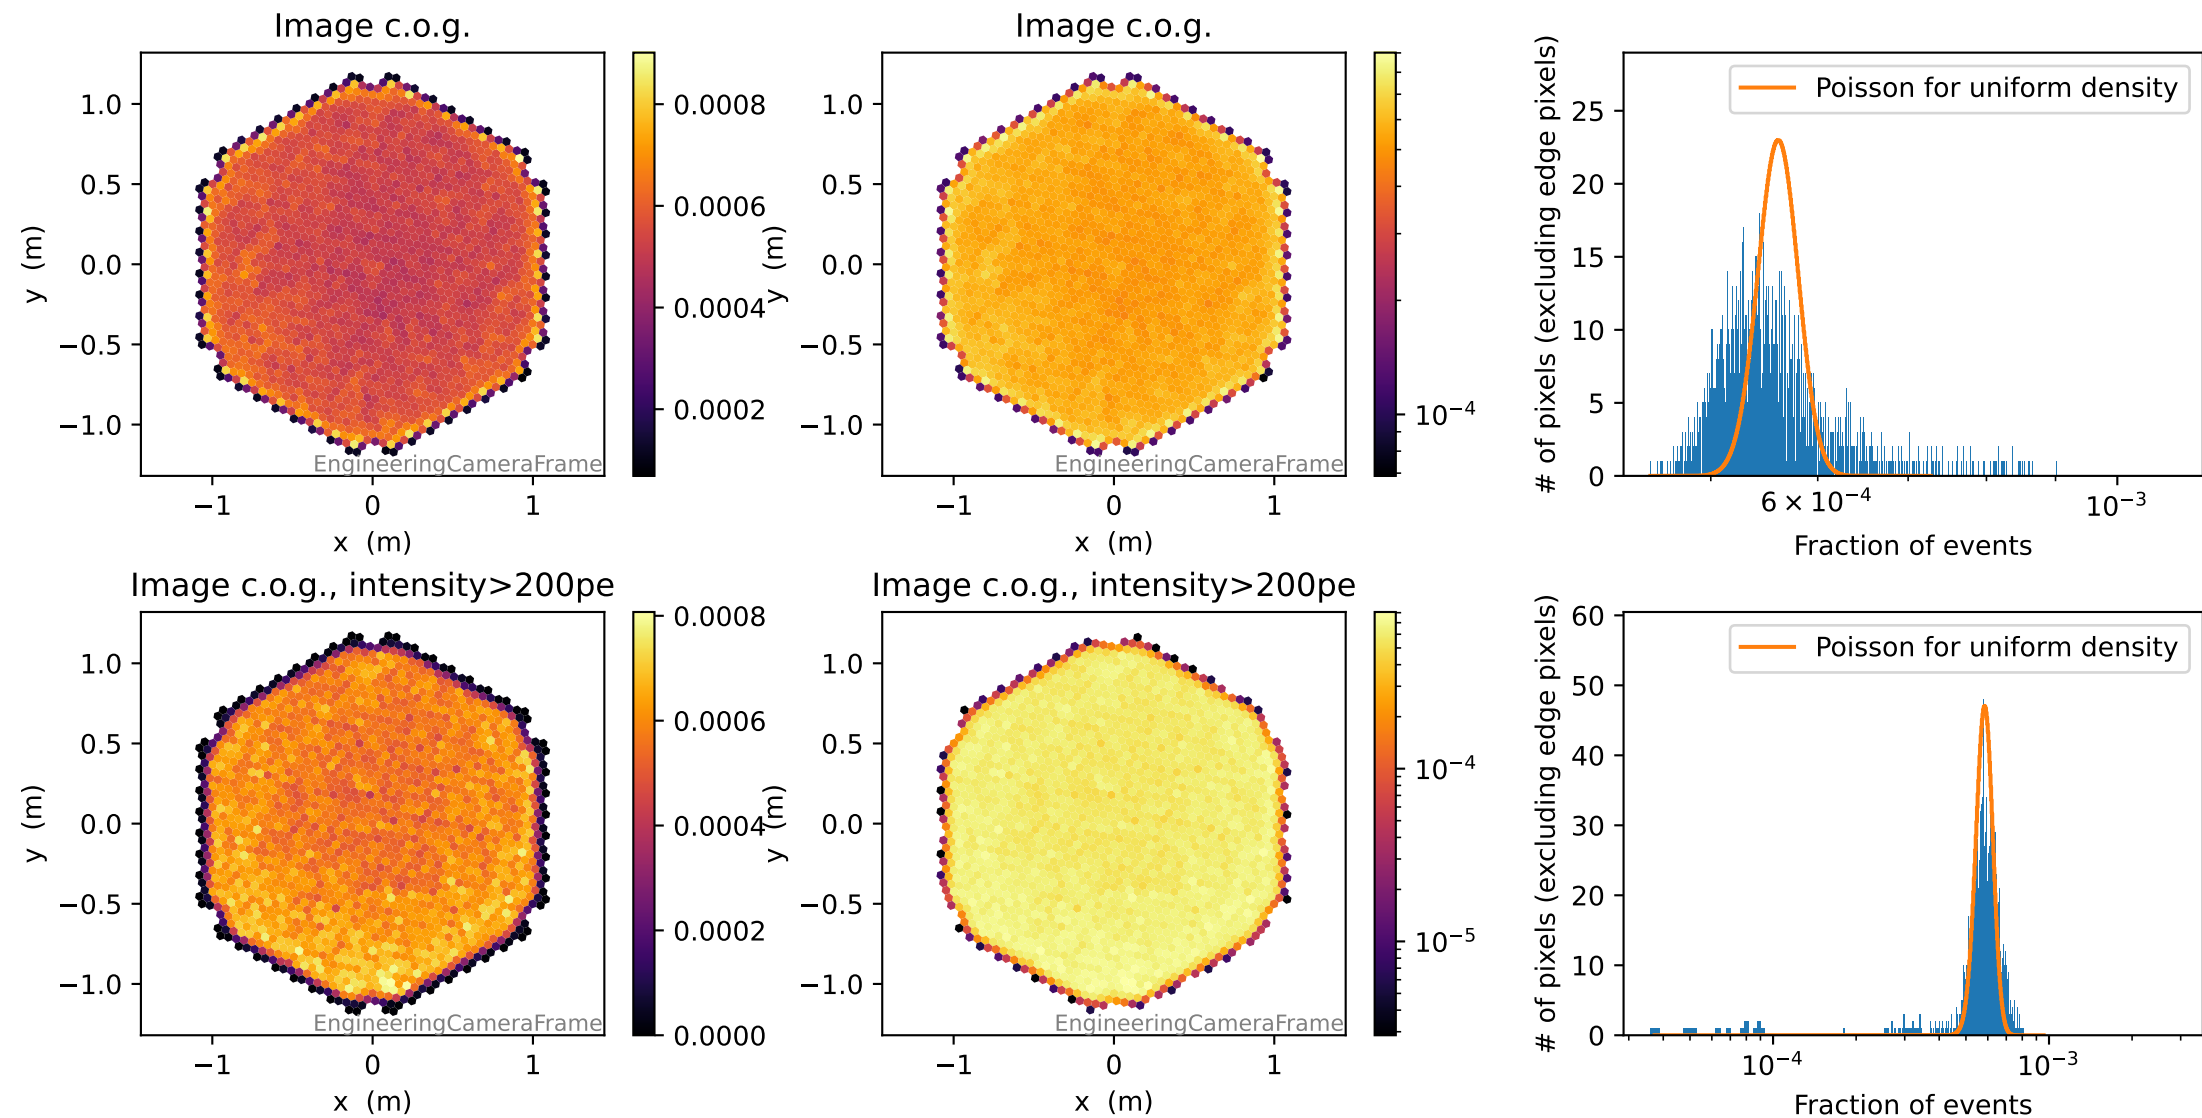 Image c.o.g.
1.0
0.5
0.0
−0.5
−1.0
−1
0
1
y (m)
x (m)
EngineeringCameraFrame
0.0008
0.0006
0.0004
0.0002
Image c.o.g.
1.0
0.5
0.0
−0.5
−1.0
−1
0
1
y (m)
x (m)
EngineeringCameraFrame
10⁻⁴
# of pixels (excluding edge pixels)
25
20
15
10
5
0
Poisson for uniform density
6 × 10⁻⁴
10⁻³
Fraction of events
Image c.o.g., intensity>200pe
1.0
0.5
0.0
−0.5
−1.0
−1
0
1
y (m)
x (m)
EngineeringCameraFrame
0.0008
0.0006
0.0004
0.0002
0.0000
Image c.o.g., intensity>200pe
1.0
0.5
0.0
−0.5
−1.0
−1
0
1
y (m)
x (m)
EngineeringCameraFrame
10⁻⁴
10⁻⁵
# of pixels (excluding edge pixels)
60
50
40
30
20
10
0
Poisson for uniform density
10⁻⁴
10⁻³
Fraction of events